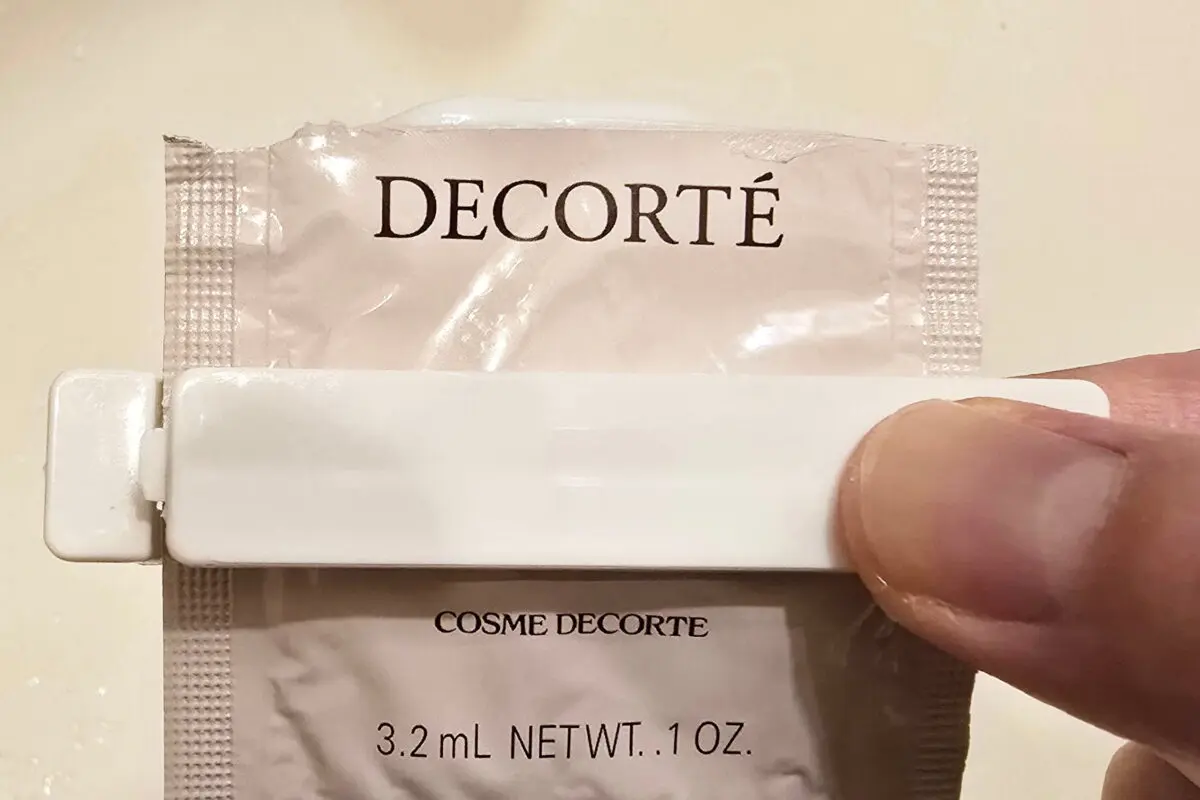 DECORTÉ
COSME DECORTE
3.2 mL NET WT. .1 OZ.